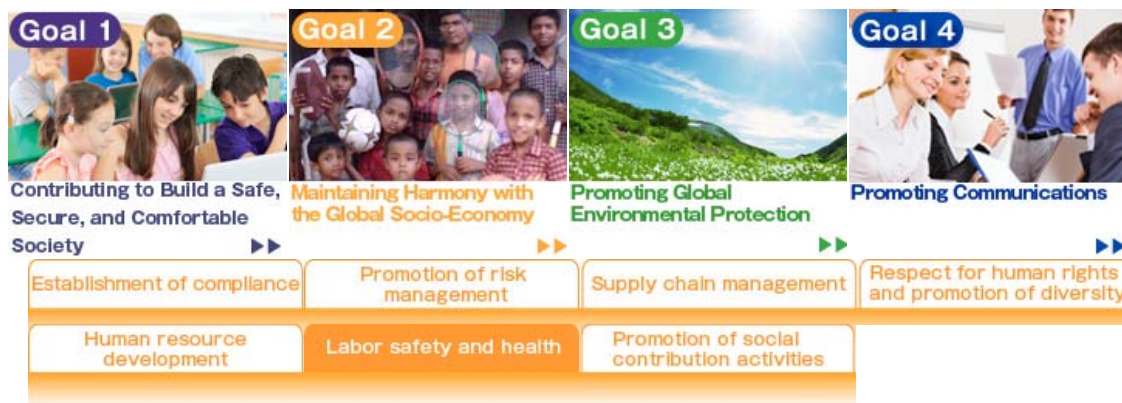 Goal 1
Goal 2
Goal 3
Goal 4
Contributing to Build a Safe,
Secure, and Comfortable
Society
Maintaining Harmony with
the Global Socio-Economy
Promoting Global
Environmental Protection
Promoting Communications
Establishment of compliance
Promotion of risk
management
Supply chain management
Respect for human rights
and promotion of diversity
Human resource
development
Labor safety and health
Promotion of social
contribution activities